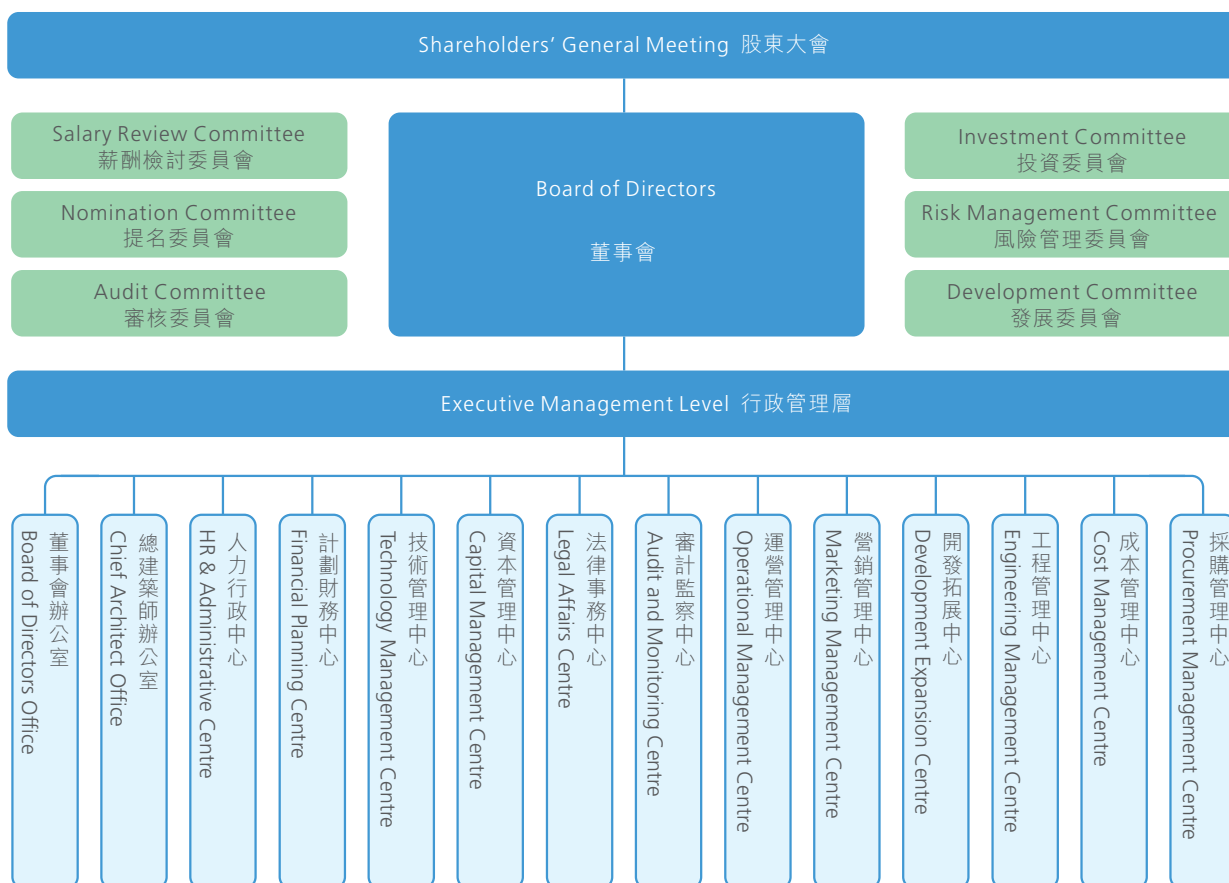 Shareholders’ General Meeting 股東大會
Salary Review Committee
薪酬檢討委員會
Nomination Committee
提名委員會
Audit Committee
審核委員會
Board of Directors
董事會
Investment Committee
投資委員會
Risk Management Committee
風險管理委員會
Development Committee
發展委員會
Executive Management Level 行政管理層
董事會辦公室
Board of Directors Office
總建築師辦公室
Chief Architect Office
人力行政中心
HR & Administrative Centre
計劃財務中心
Financial Planning Centre
技術管理中心
Technology Management Centre
資本管理中心
Capital Management Centre
法律事務中心
Legal Affairs Centre
審計監察中心
Audit and Monitoring Centre
運營管理中心
Operational Management Centre
營銷管理中心
Marketing Management Centre
開發拓展中心
Development Expansion Centre
工程管理中心
Engineering Management Centre
成本管理中心
Cost Management Centre
採購管理中心
Procurement Management Centre